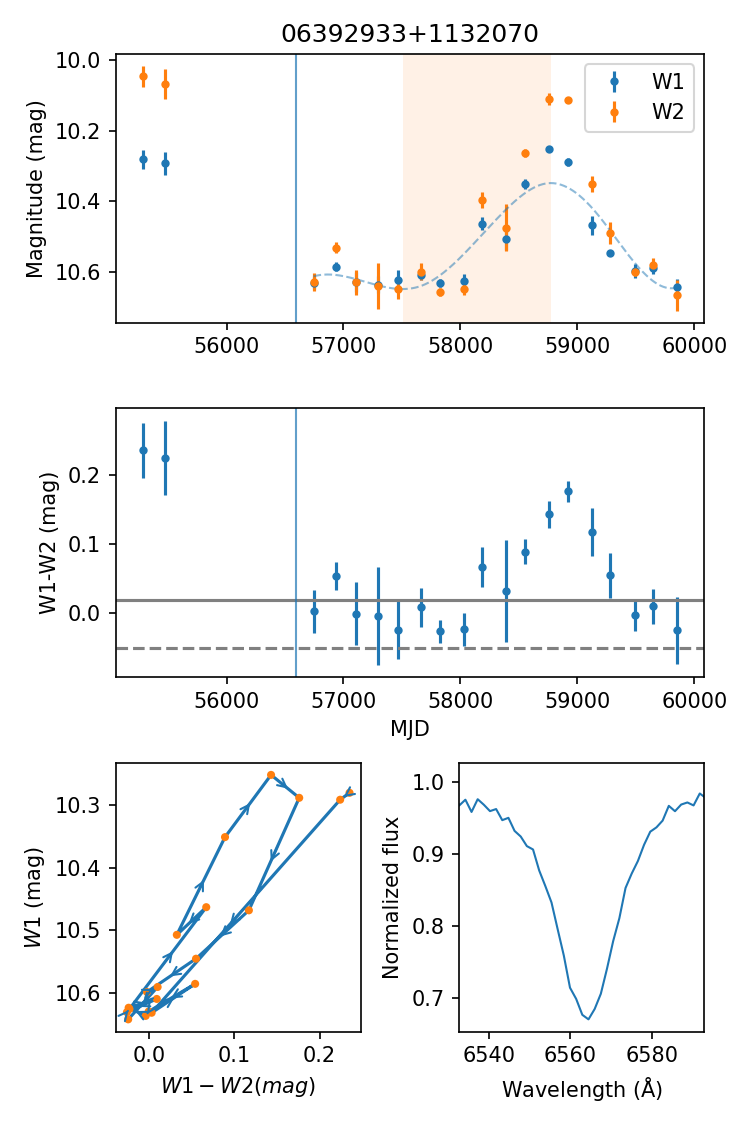 06392933+1132070
Magnitude (mag)
10.0
10.2
10.4
10.6
W1
W2
56000 57000 58000 59000 60000
W1-W2 (mag)
0.2
0.1
0.0
56000 57000 58000 59000 60000
MJD
W1 (mag)
10.3
10.4
10.5
10.6
0.0 0.1 0.2
W1 − W2(mag)
Normalized flux
1.0
0.9
0.8
0.7
6540 6560 6580
Wavelength (Å)